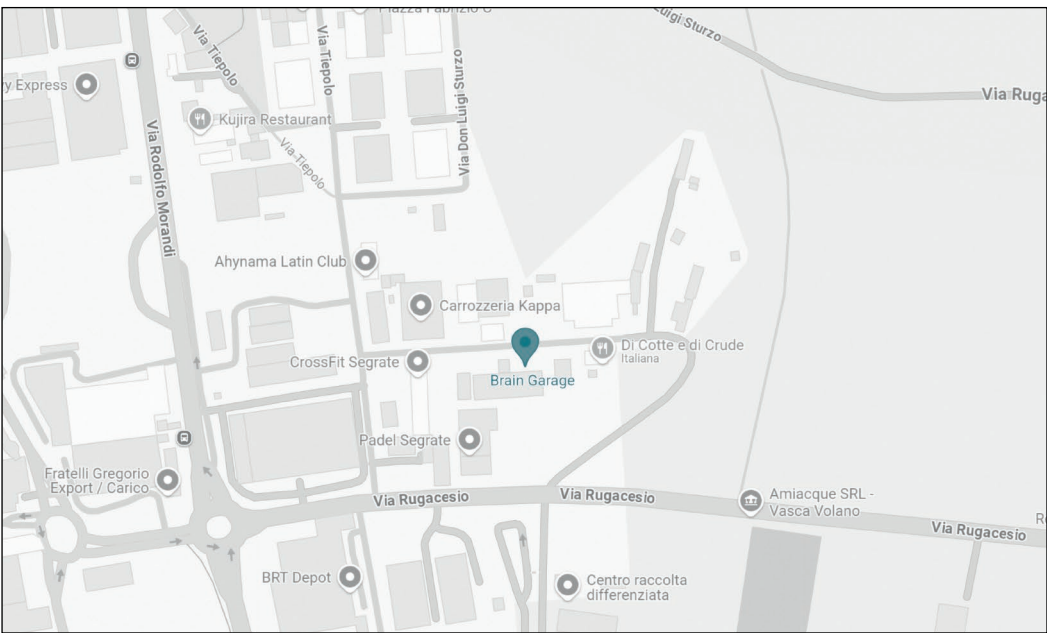 Piazza Fabrizio
Luigi Sturzo
Via Tiepolo
Via Tiepolo
Via Don Luigi Sturzo
y Express
Via Ruga
Kujira Restaurant
Via Tiepolo
Via Rodolfo Morandi
Ahynama Latin Club
Carrozzeria Kappa
CrossFit Segrate
Di Cotte e di Crude
Italiana
Brain Garage
Padel Segrate
Fratelli Gregorio
Export / Carico
Via Rugacesio
Via Rugacesio
Amiacque SRL -
Vasca Volano
Via Rugacesio
BRT Depot
Centro raccolta
differenziata